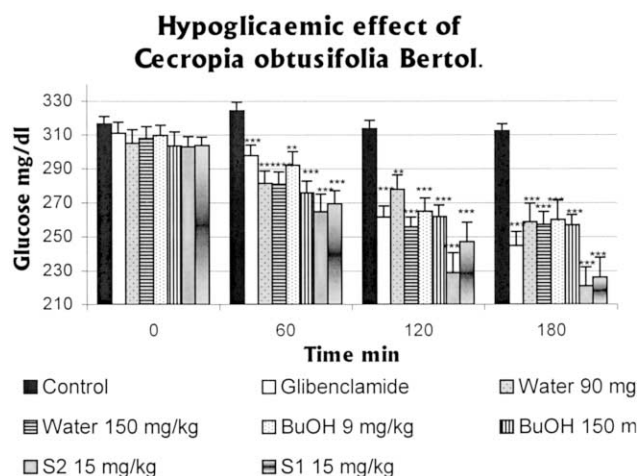 Hypoglicaemic effect of
Cecropia obtusifolia Bertol.
Glucose mg/dl
330
310
290
270
250
230
210
*** ****** ** *** *** ***
*** ** *** *** *** *** ***
*** *** *** *** *** *** ***
0 60 120 180
Time min
Control Glibenclamide Water 90 mg
Water 150 mg/kg BuOH 9 mg/kg BuOH 150 m
S2 15 mg/kg S1 15 mg/kg